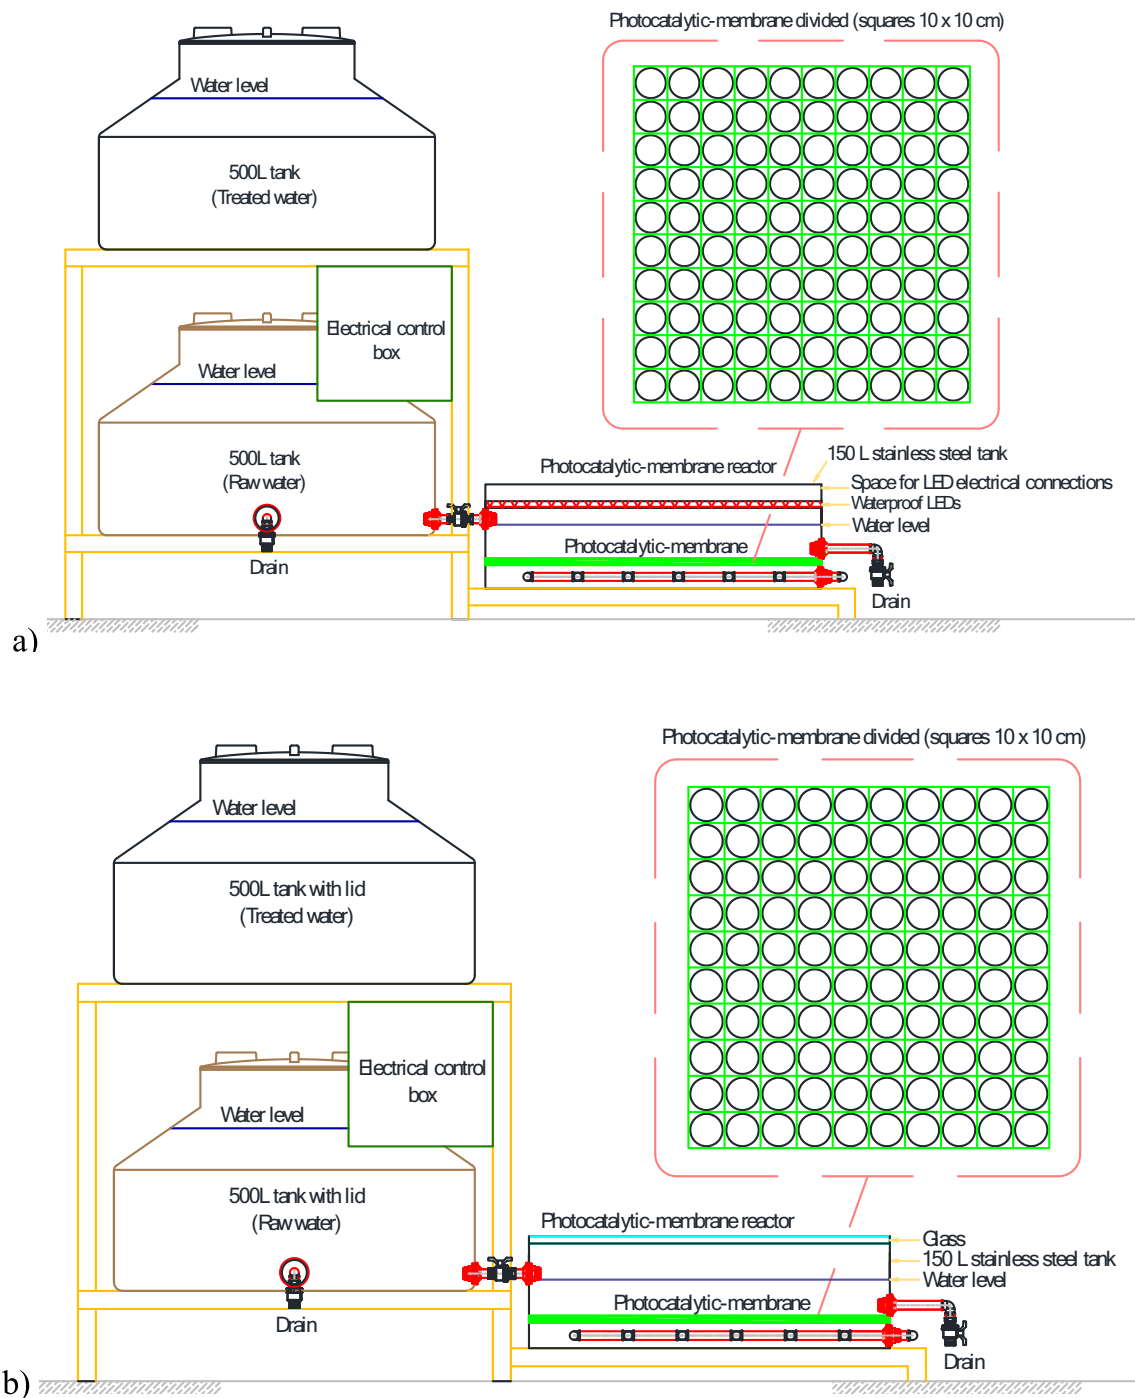 Photocatalytic-membrane divided (squares 10 x 10 cm)
Water level
500L tank
(Treated water)
Electrical control
box
Water level
500L tank
(Raw water)
Drain
Photocatalytic-membrane reactor
150 L stainless steel tank
Space for LED electrical connections
Waterproof LEDs
Water level
Photocatalytic-membrane
Drain
a)
Photocatalytic-membrane divided (squares 10 x 10 cm)
Water level
500L tank with lid
(Treated water)
Electrical control
box
Water level
500L tank with lid
(Raw water)
Drain
Photocatalytic-membrane reactor
Glass
150 L stainless steel tank
Water level
Photocatalytic-membrane
Drain
b)